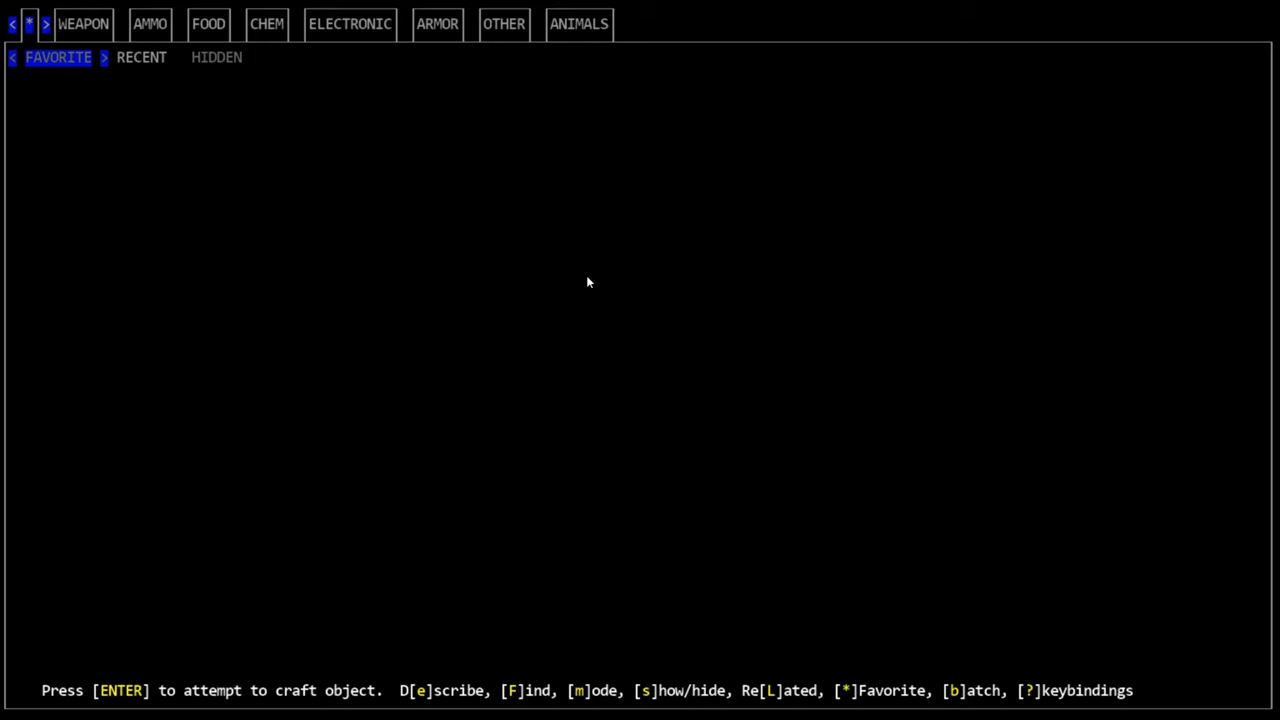 < * > WEAPON AMMO FOOD CHEM ELECTRONIC ARMOR OTHER ANIMALS
< FAVORITE > RECENT HIDDEN
Press [ENTER] to attempt to craft object. D[e]scribe, [F]ind, [m]ode, [s]how/hide, Re[L]ated, [*]Favorite, [b]atch, [?]keybindings